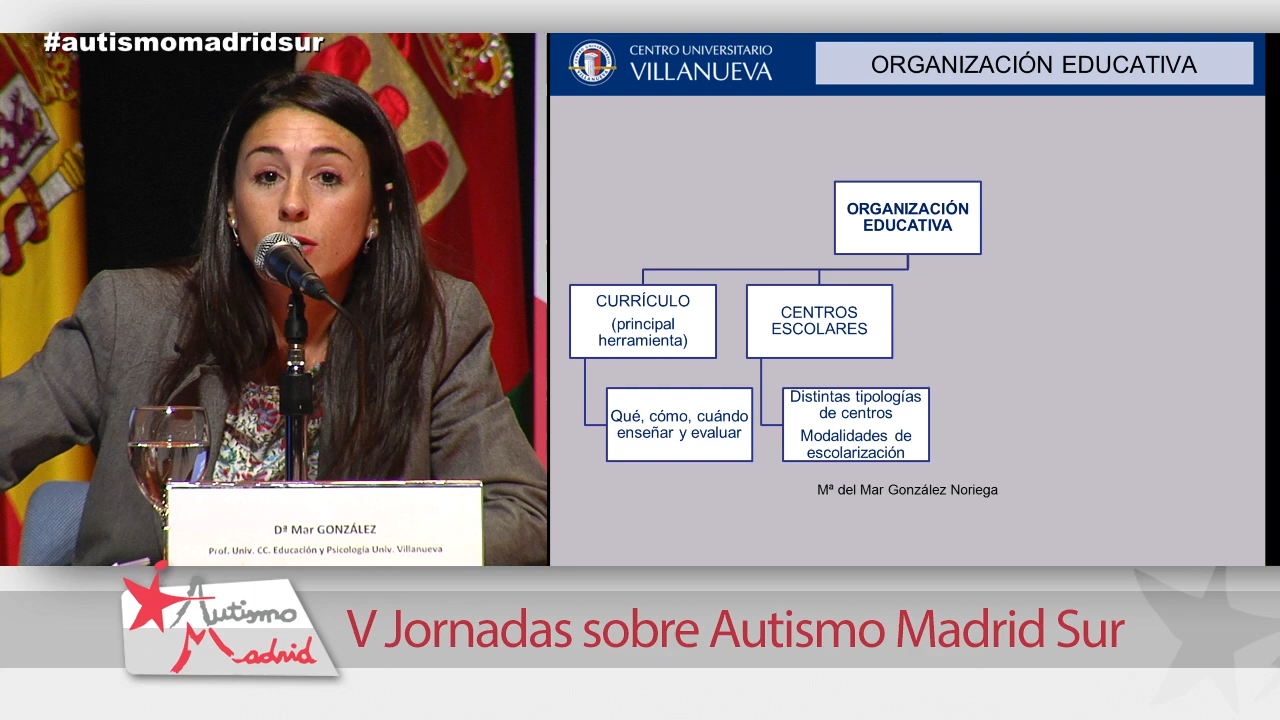 #autismomadridsur
CENTRO UNIVERSITARIO
VILLANUEVA
ORGANIZACIÓN EDUCATIVA
ORGANIZACIÓN
EDUCATIVA
CURRÍCULO
(principal
herramienta)
CENTROS
ESCOLARES
Qué, cómo, cuándo
enseñar y evaluar
Distintas tipologías
de centros
Modalidades de
escolarización
Mª del Mar González Noriega
Dª Mar GONZÁLEZ
Prof. Univ. CC. Educación y Psicología Univ. Villanueva
Autismo
Madrid
V Jornadas sobre Autismo Madrid Sur